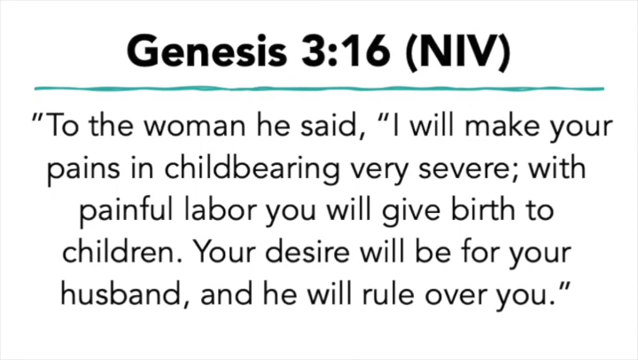 Genesis 3:16 (NIV)
”To the woman he said, “I will make your
pains in childbearing very severe; with
painful labor you will give birth to
children. Your desire will be for your
husband, and he will rule over you.”